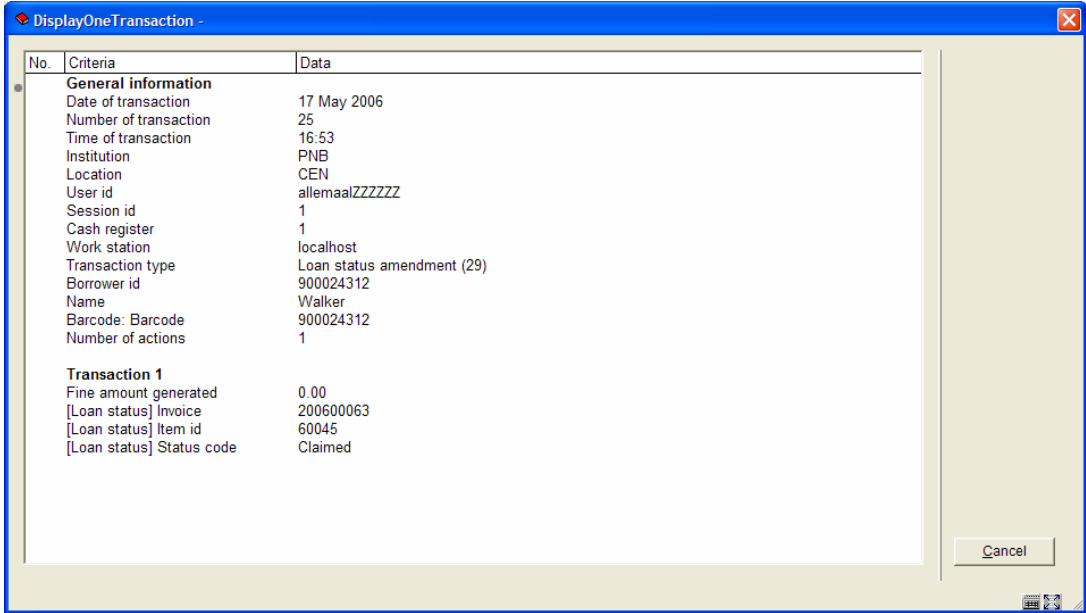 DisplayOneTransaction -
No. Criteria Data
General information
Date of transaction 17 May 2006
Number of transaction 25
Time of transaction 16:53
Institution PNB
Location CEN
User id allemaalZZZZZZ
Session id 1
Cash register 1
Work station localhost
Transaction type Loan status amendment (29)
Borrower id 900024312
Name Walker
Barcode: Barcode 900024312
Number of actions 1
Transaction 1
Fine amount generated 0.00
[Loan status] Invoice 200600063
[Loan status] Item id 60045
[Loan status] Status code Claimed
Cancel